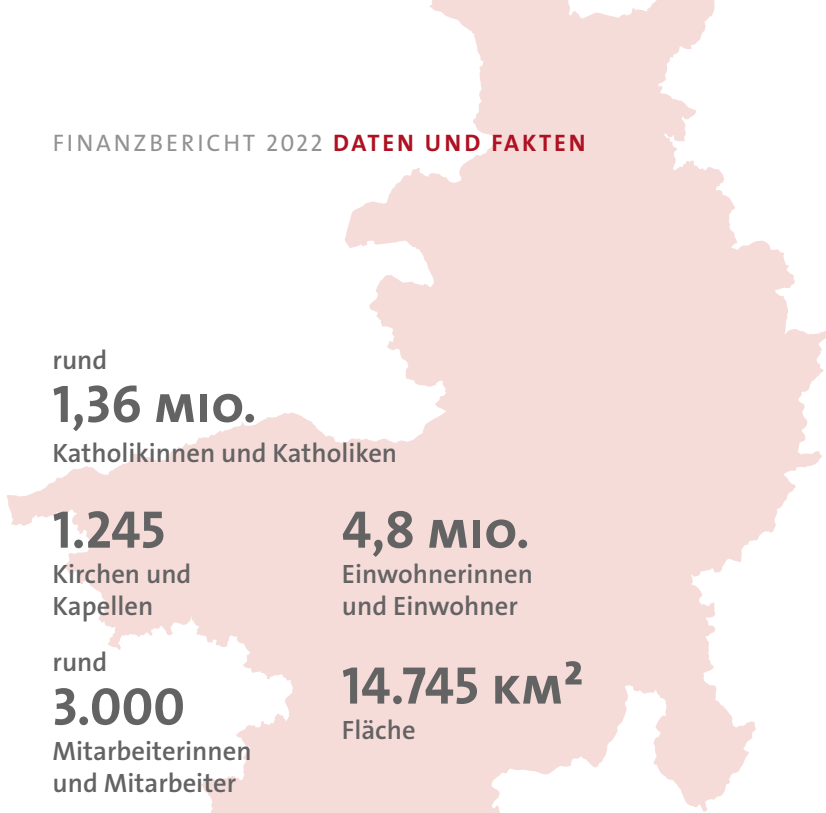 FINANZBERICHT 2022 DATEN UND FAKTEN
rund
1,36 MIO.
Katholikinnen und Katholiken
1.245
Kirchen und
Kapellen
4,8 MIO.
Einwohnerinnen
und Einwohner
rund
3.000
Mitarbeiterinnen
und Mitarbeiter
14.745 KM²
Fläche